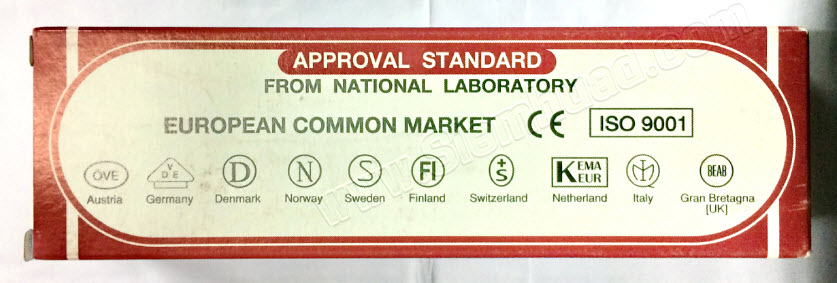 APPROVAL STANDARD
FROM NATIONAL LABORATORY
EUROPEAN COMMON MARKET CE ISO 9001
ÖVE VDE D N S FI +S KEMA KEUR BEAB
Austria Germany Denmark Norway Sweden Finland Switzerland Netherland Italy Gran Bretagna
[UK]